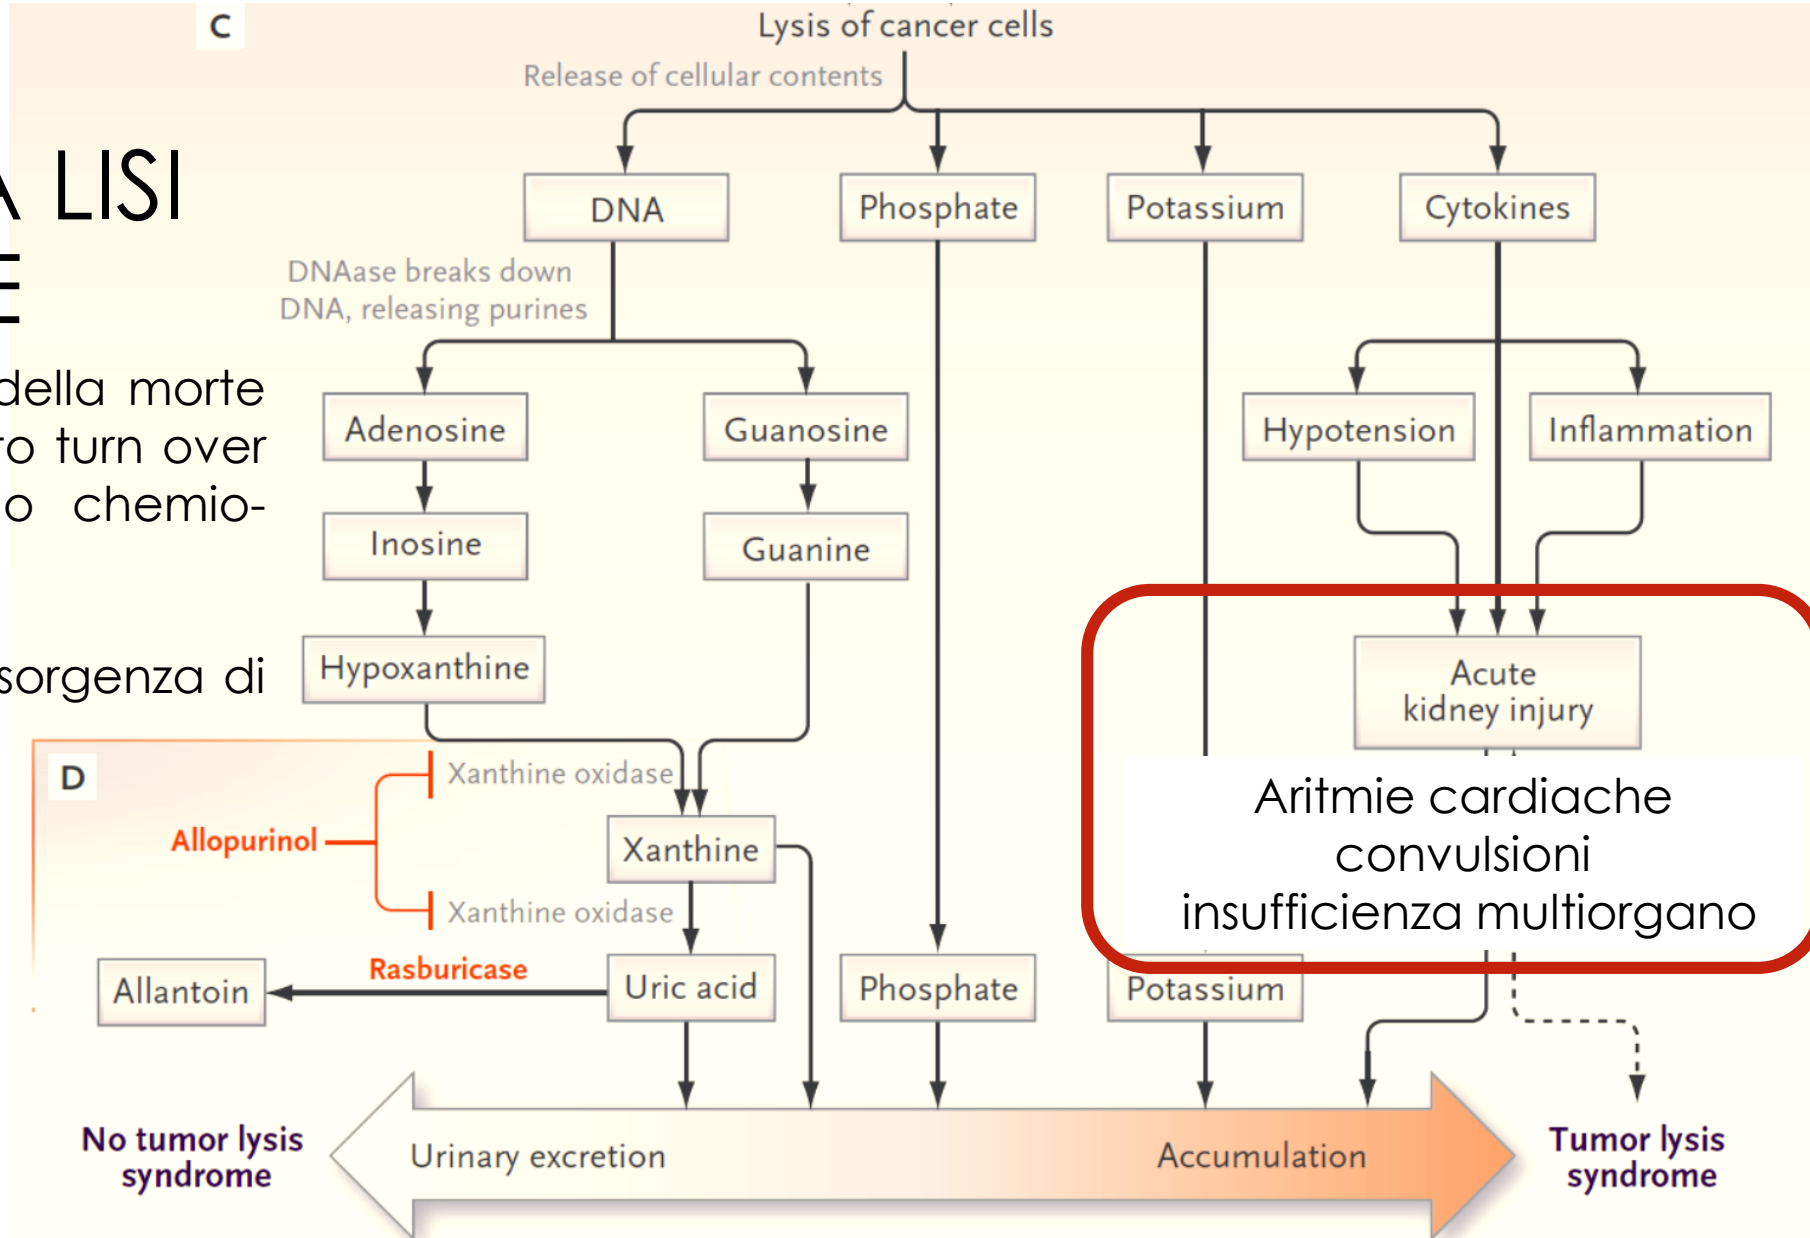 C
Lysis of cancer cells
Release of cellular contents
A LISI
E
DNA
Phosphate
Potassium
Cytokines
DNAase breaks down
DNA, releasing purines
della morte
to turn over
o chemio-
Adenosine
Guanosine
Hypotension
Inflammation
Inosine
Guanine
sorgenza di
Hypoxanthine
Acute
kidney injury
D
Xanthine oxidase
Allopurinol
Xanthine
Xanthine oxidase
Aritmie cardiache
convulsioni
insufficienza multiorgano
Rasburicase
Allantoin
Uric acid
Phosphate
Potassium
No tumor lysis
syndrome
Urinary excretion
Accumulation
Tumor lysis
syndrome